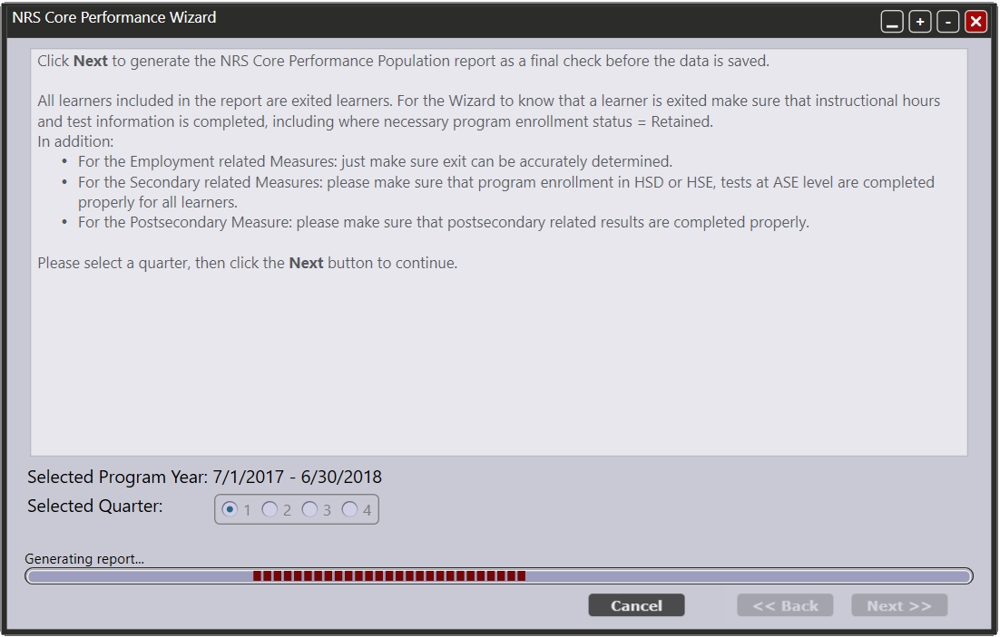 NRS Core Performance Wizard
Click Next to generate the NRS Core Performance Population report as a final check before the data is saved.
All learners included in the report are exited learners. For the Wizard to know that a learner is exited make sure that instructional hours
and test information is completed, including where necessary program enrollment status = Retained.
In addition:
• For the Employment related Measures: just make sure exit can be accurately determined.
• For the Secondary related Measures: please make sure that program enrollment in HSD or HSE, tests at ASE level are completed
properly for all learners.
• For the Postsecondary Measure: please make sure that postsecondary related results are completed properly.
Please select a quarter, then click the Next button to continue.
Selected Program Year: 7/1/2017 - 6/30/2018
Selected Quarter: 1 2 3 4
Generating report...
Cancel << Back Next >>